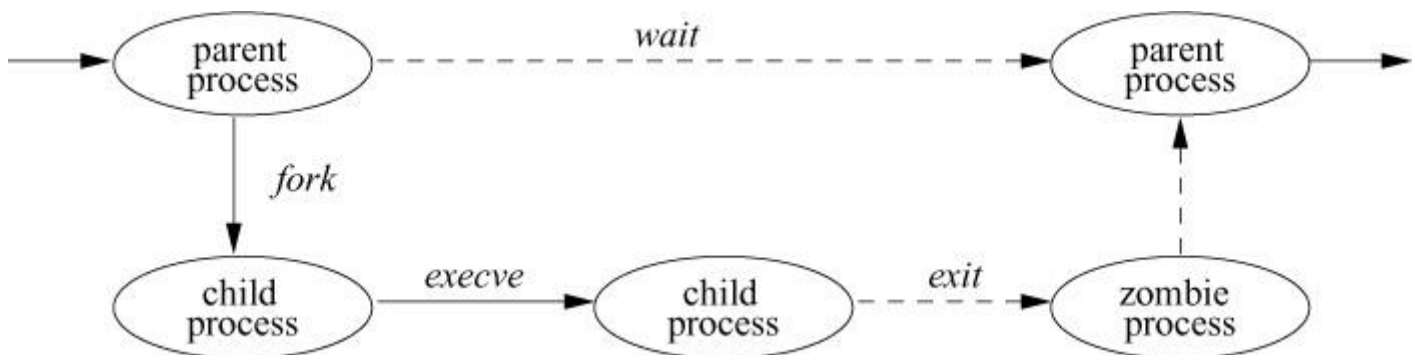 parent
process
wait
parent
process
fork
child
process
execve
child
process
exit
zombie
process